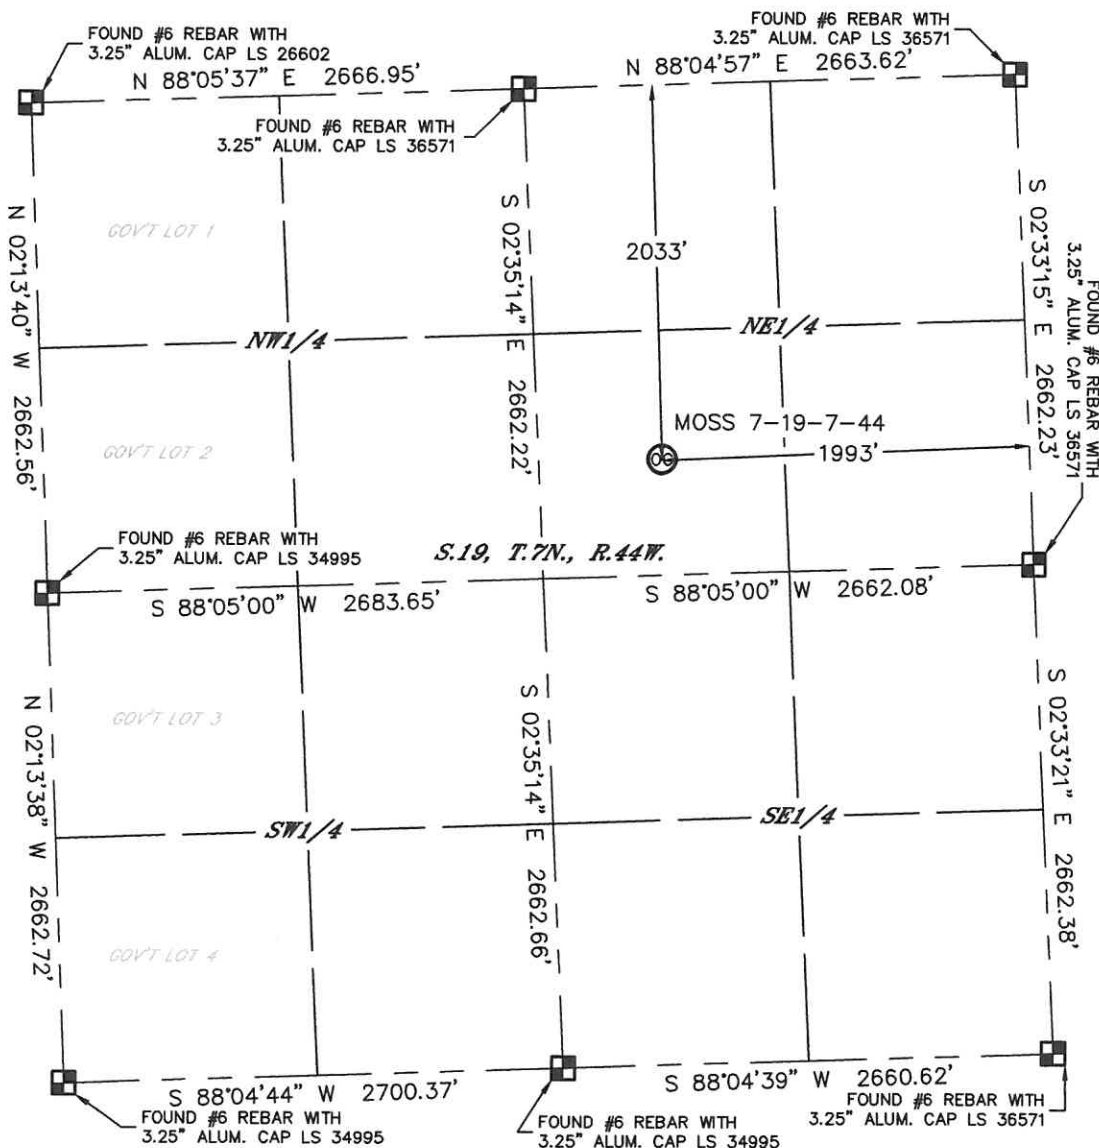 FOUND #6 REBAR WITH
3.25" ALUM. CAP LS 26602
N 88°05'37" E 2666.95'
FOUND #6 REBAR WITH
3.25" ALUM. CAP LS 36571
N 88°04'57" E 2663.62'
FOUND #6 REBAR WITH
3.25" ALUM. CAP LS 36571
GOV'T LOT 1
N 02°13'40" W 2662.56'
S 02°35'14" E 2662.22'
2033'
S 02°33'15" E 2662.23'
FOUND #6 REBAR WITH
3.25" ALUM. CAP LS 36571
NW1/4
NE1/4
GOV'T LOT 2
MOSS 7-19-7-44
OG
1993'
FOUND #6 REBAR WITH
3.25" ALUM. CAP LS 34995
S.19, T.7N., R.44W.
S 88°05'00" W 2683.65'
S 88°05'00" W 2662.08'
GOV'T LOT 3
N 02°13'38" W 2662.72'
S 02°35'14" E 2662.66'
S 02°33'21" E 2662.38'
SW1/4
SE1/4
GOV'T LOT 4
S 88°04'44" W 2700.37'
S 88°04'39" W 2660.62'
FOUND #6 REBAR WITH
3.25" ALUM. CAP LS 34995
FOUND #6 REBAR WITH
3.25" ALUM. CAP LS 34995
FOUND #6 REBAR WITH
3.25" ALUM. CAP LS 36571